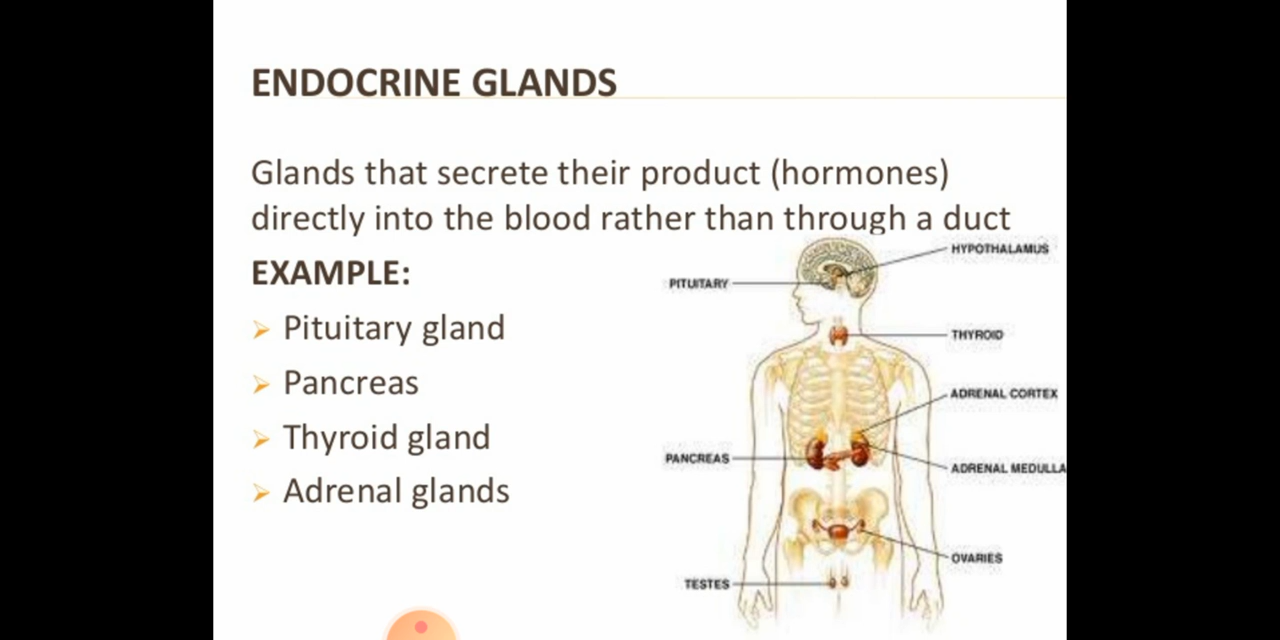 ENDOCRINE GLANDS
Glands that secrete their product (hormones)
directly into the blood rather than through a duct
EXAMPLE:
Pituitary gland
Pancreas
Thyroid gland
Adrenal glands
HYPOTHALAMUS
PITUITARY
THYROID
ADRENAL CORTEX
PANCREAS
ADRENAL MEDULLA
OVARIES
TESTES